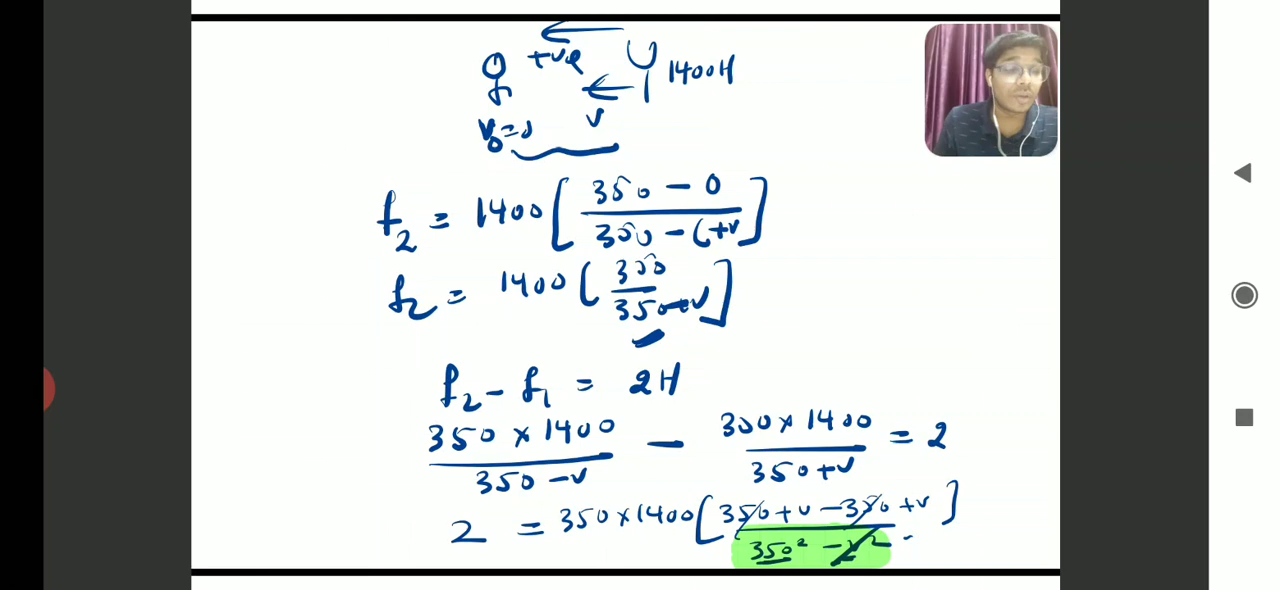 +ve
1400H
v
v₀=0
f₂ = 1400 [ (350 - 0) / (350 - (+v) ]
f₂ = 1400 ( 350 / (350 - v) ]
f₂ - f₁ = 2H
(350 × 1400) / (350 - v) - (350 × 1400) / (350 + v) = 2
2 = 350 × 1400 [ (350 + v - 350 + v) / (350² - v²) ]